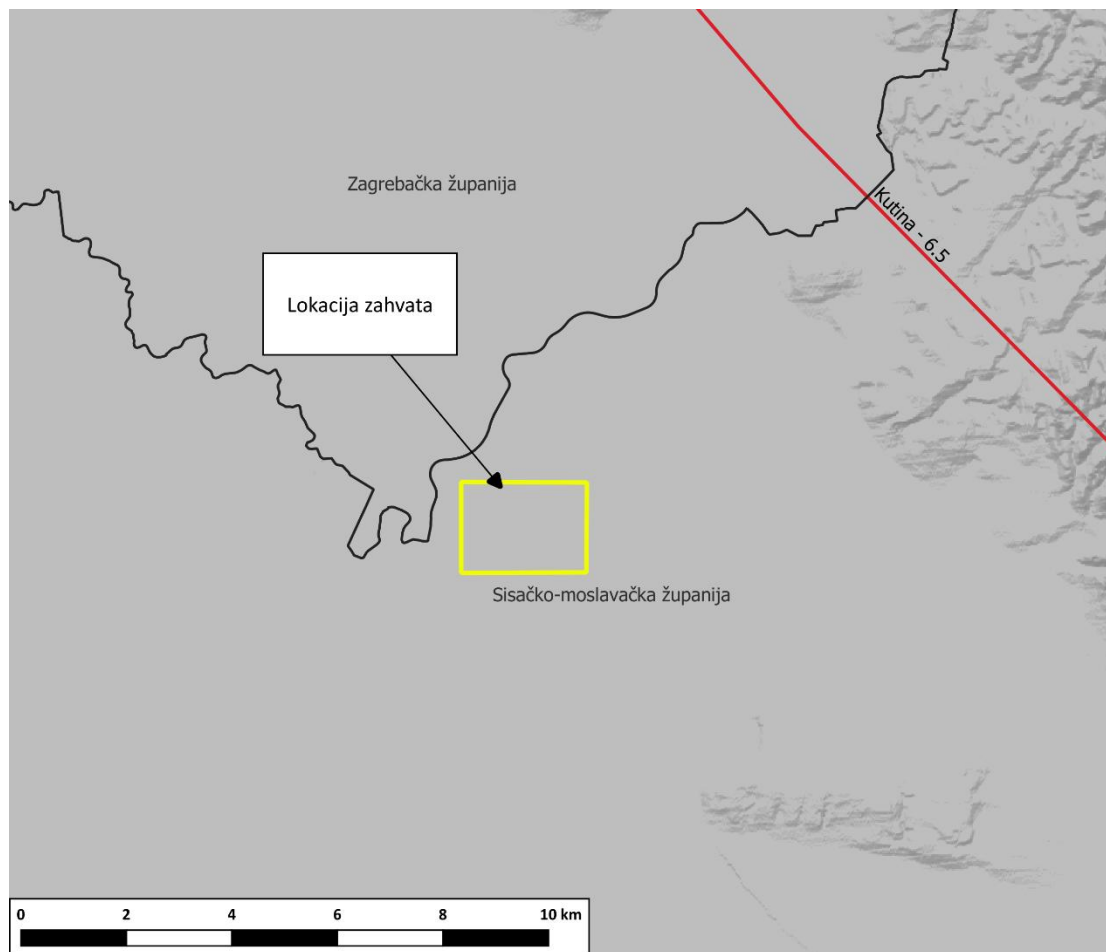 Zagrebačka županija
Kutina - 6.5
Lokacija zahvata
Sisačko-moslavačka županija
0 2 4 6 8 10 km